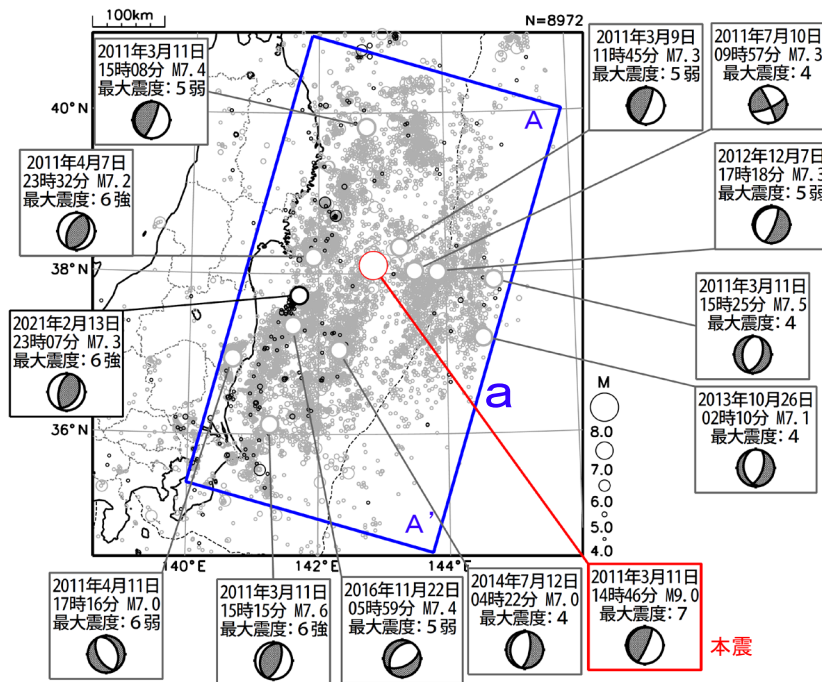 100km
N=8972
2011年3月11日
15時08分 M7.4
最大震度：5弱
2011年3月9日
11時45分 M7.3
最大震度：5弱
2011年7月10日
09時57分 M7.3
最大震度：4
40°N
A
2011年4月7日
23時32分 M7.2
最大震度：6強
2012年12月7日
17時18分 M7.3
最大震度：5弱
38°N
2011年3月11日
15時25分 M7.5
最大震度：4
2021年2月13日
23時07分 M7.3
最大震度：6強
a
M
8.0
7.0
6.0
5.0
4.0
2013年10月26日
02時10分 M7.1
最大震度：4
36°N
A'
140°E
142°E
144°E
2011年4月11日
17時16分 M7.0
最大震度：6弱
2011年3月11日
15時15分 M7.6
最大震度：6強
2016年11月22日
05時59分 M7.4
最大震度：5弱
2014年7月12日
04時22分 M7.0
最大震度：4
2011年3月11日
14時46分 M9.0
最大震度：7
本震